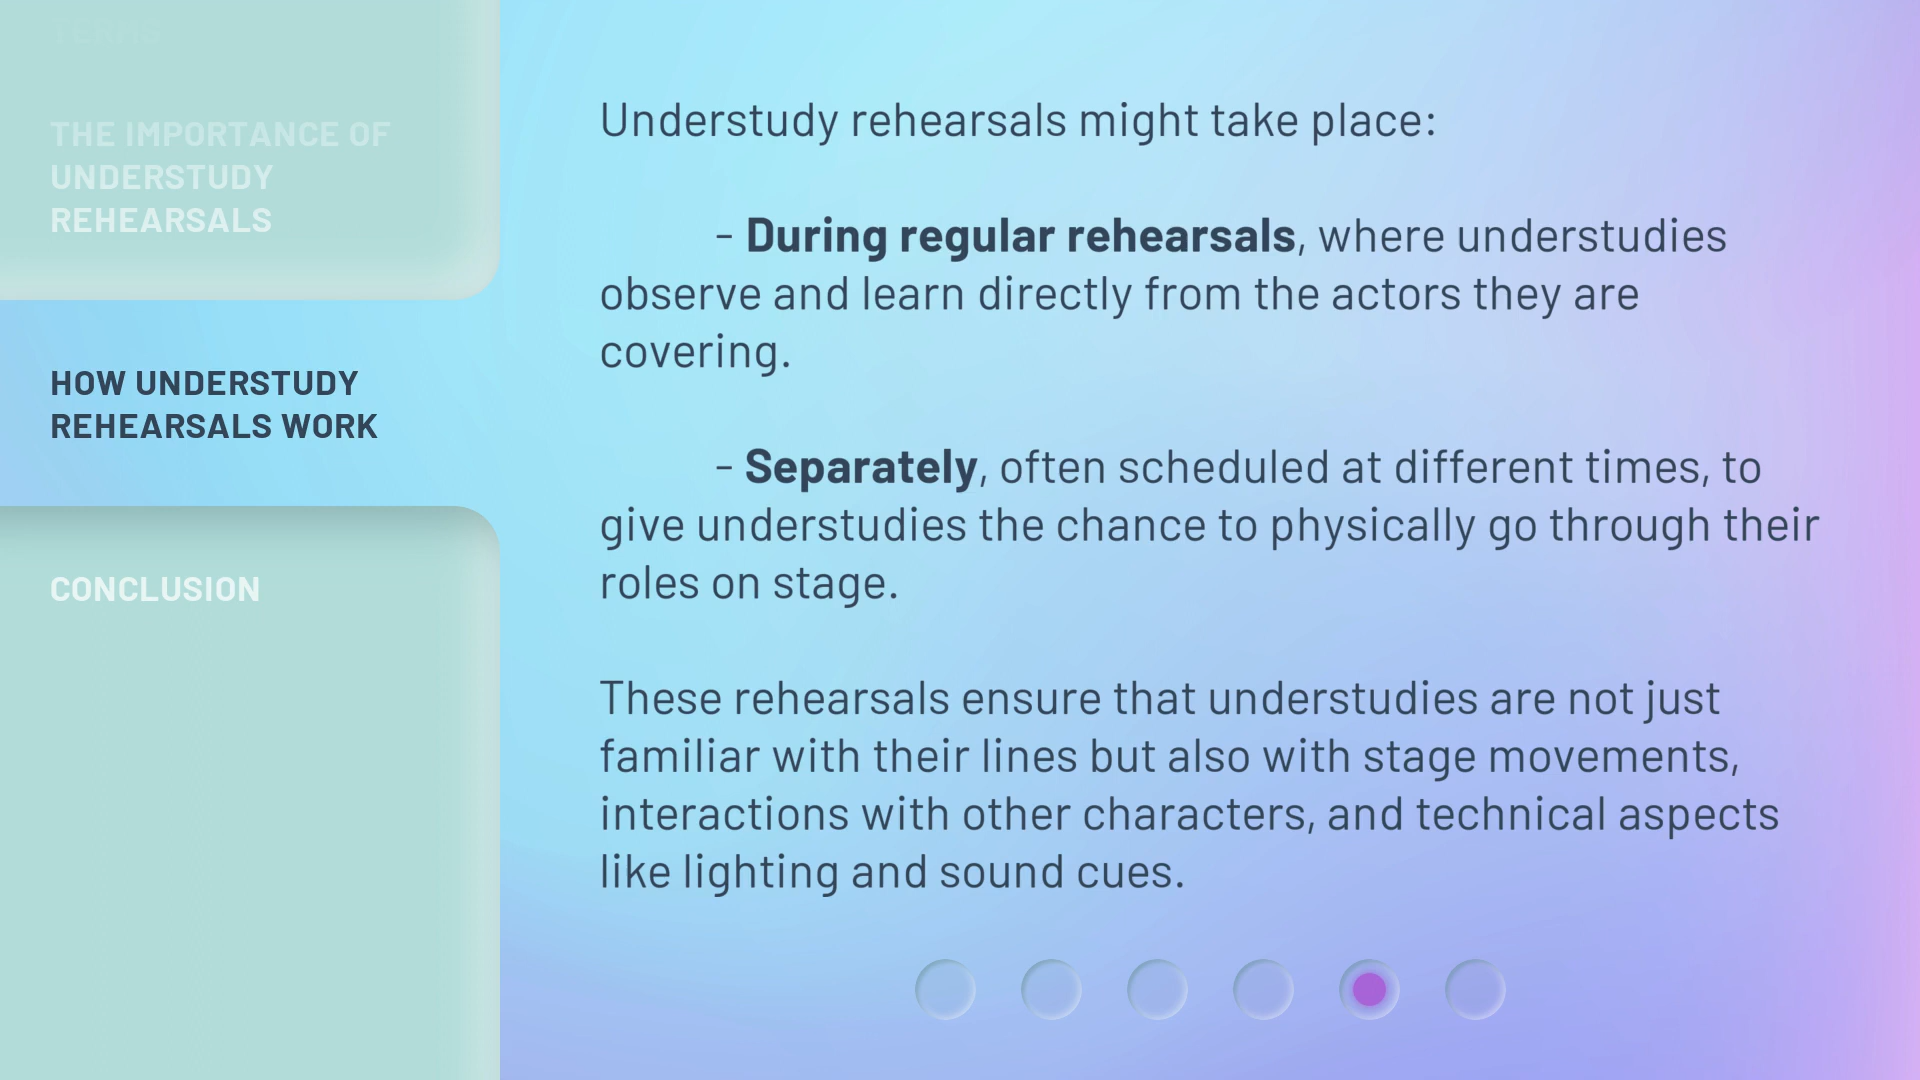 THE IMPORTANCE OF
UNDERSTUDY
REHEARSALS
HOW UNDERSTUDY
REHEARSALS WORK
CONCLUSION
Understudy rehearsals might take place:
- During regular rehearsals, where understudies
observe and learn directly from the actors they are
covering.
- Separately, often scheduled at different times, to
give understudies the chance to physically go through their
roles on stage.
These rehearsals ensure that understudies are not just
familiar with their lines but also with stage movements,
interactions with other characters, and technical aspects
like lighting and sound cues.